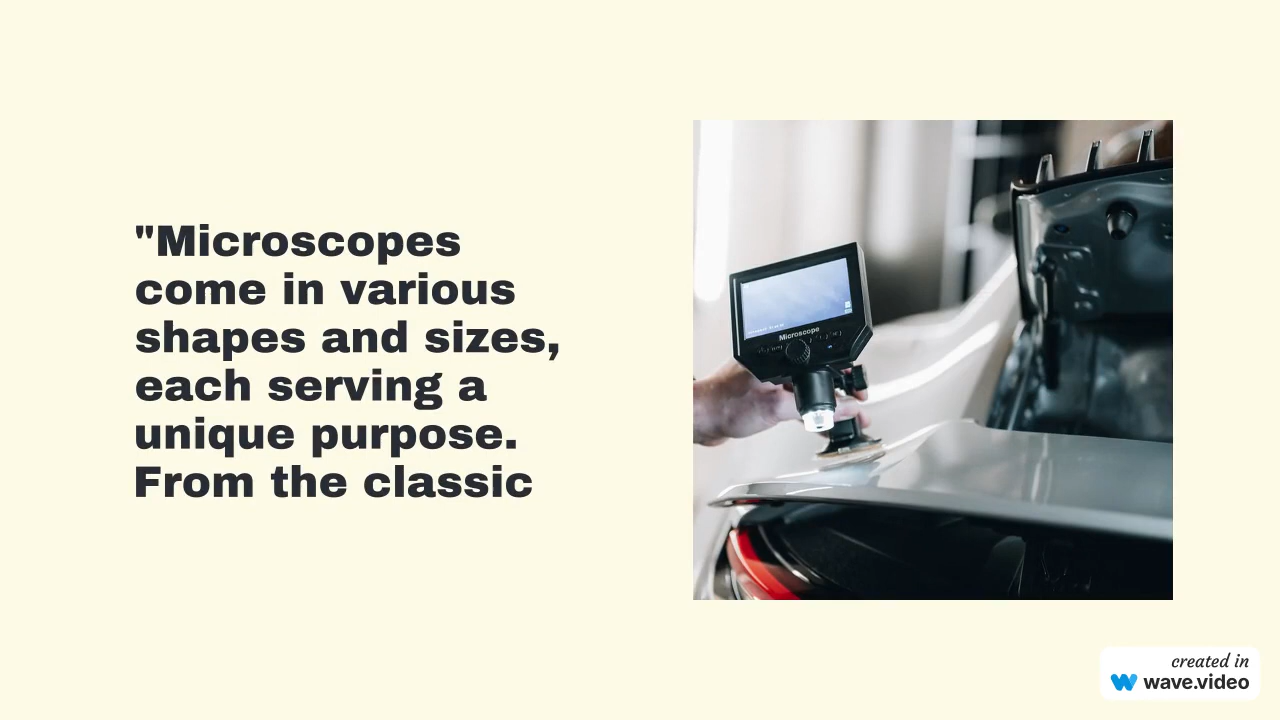 "Microscopes
come in various
shapes and sizes,
each serving a
unique purpose.
From the classic
Microscope
created in
wave.video